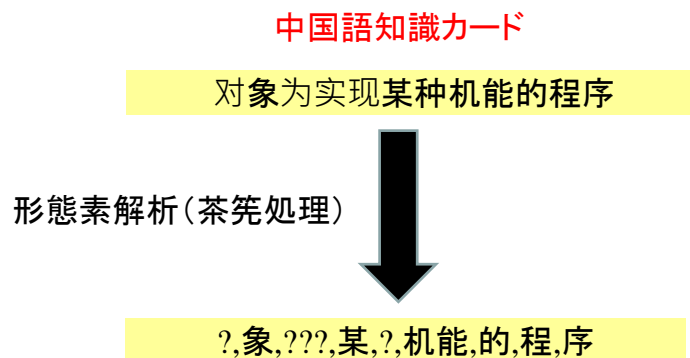 中国語知識カード
对象为实现某种机能的程序
形態素解析（茶筅処理）
?,象,???,某,?,机能,的,程,序